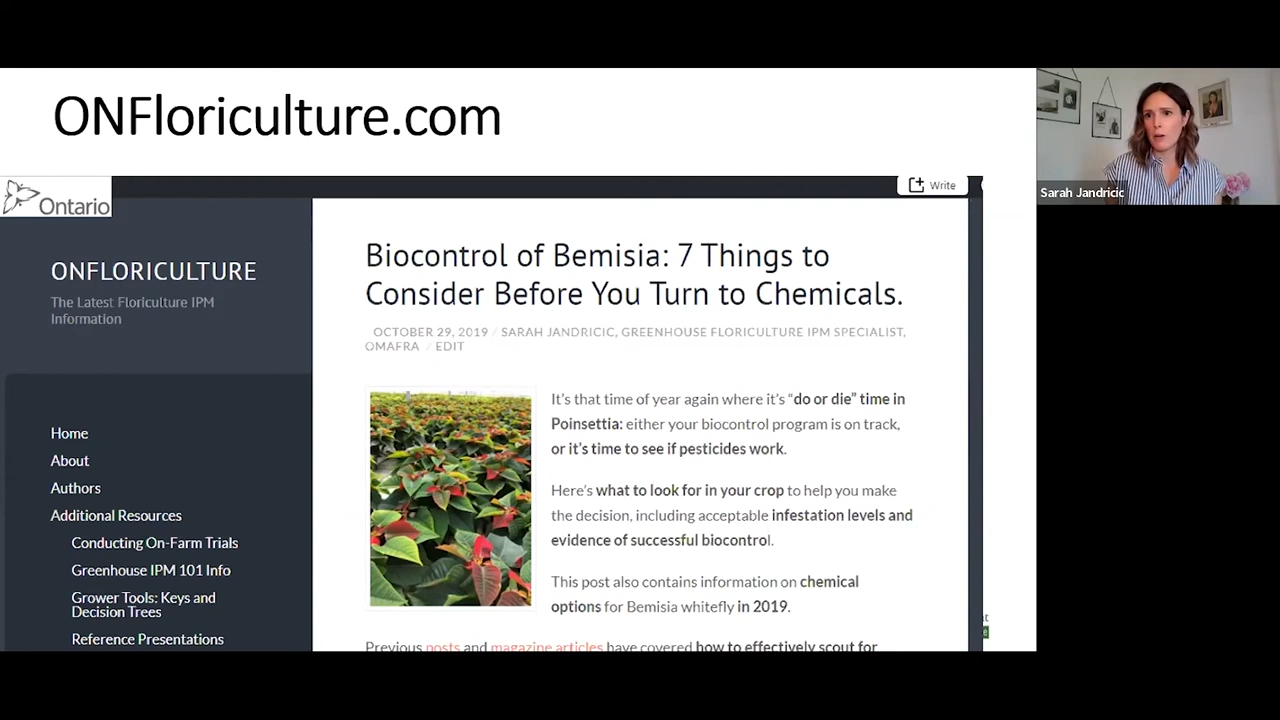 ONFloriculture.com
Sarah Jandricic
Ontario
Write
ONFLORICULTURE
The Latest Floriculture IPM
Information
Home
About
Authors
Additional Resources
Conducting On-Farm Trials
Greenhouse IPM 101 Info
Grower Tools: Keys and
Decision Trees
Reference Presentations
Biocontrol of Bemisia: 7 Things to
Consider Before You Turn to Chemicals.
OCTOBER 29, 2019 / SARAH JANDRICIC, GREENHOUSE FLORICULTURE IPM SPECIALIST,
OMAFRA / EDIT
It's that time of year again where it's “do or die” time in
Poinsettia: either your biocontrol program is on track,
or it's time to see if pesticides work.
Here's what to look for in your crop to help you make
the decision, including acceptable infestation levels and
evidence of successful biocontrol.
This post also contains information on chemical
options for Bemisia whitefly in 2019.
Previous posts and magazine articles have covered how to effectively scout for